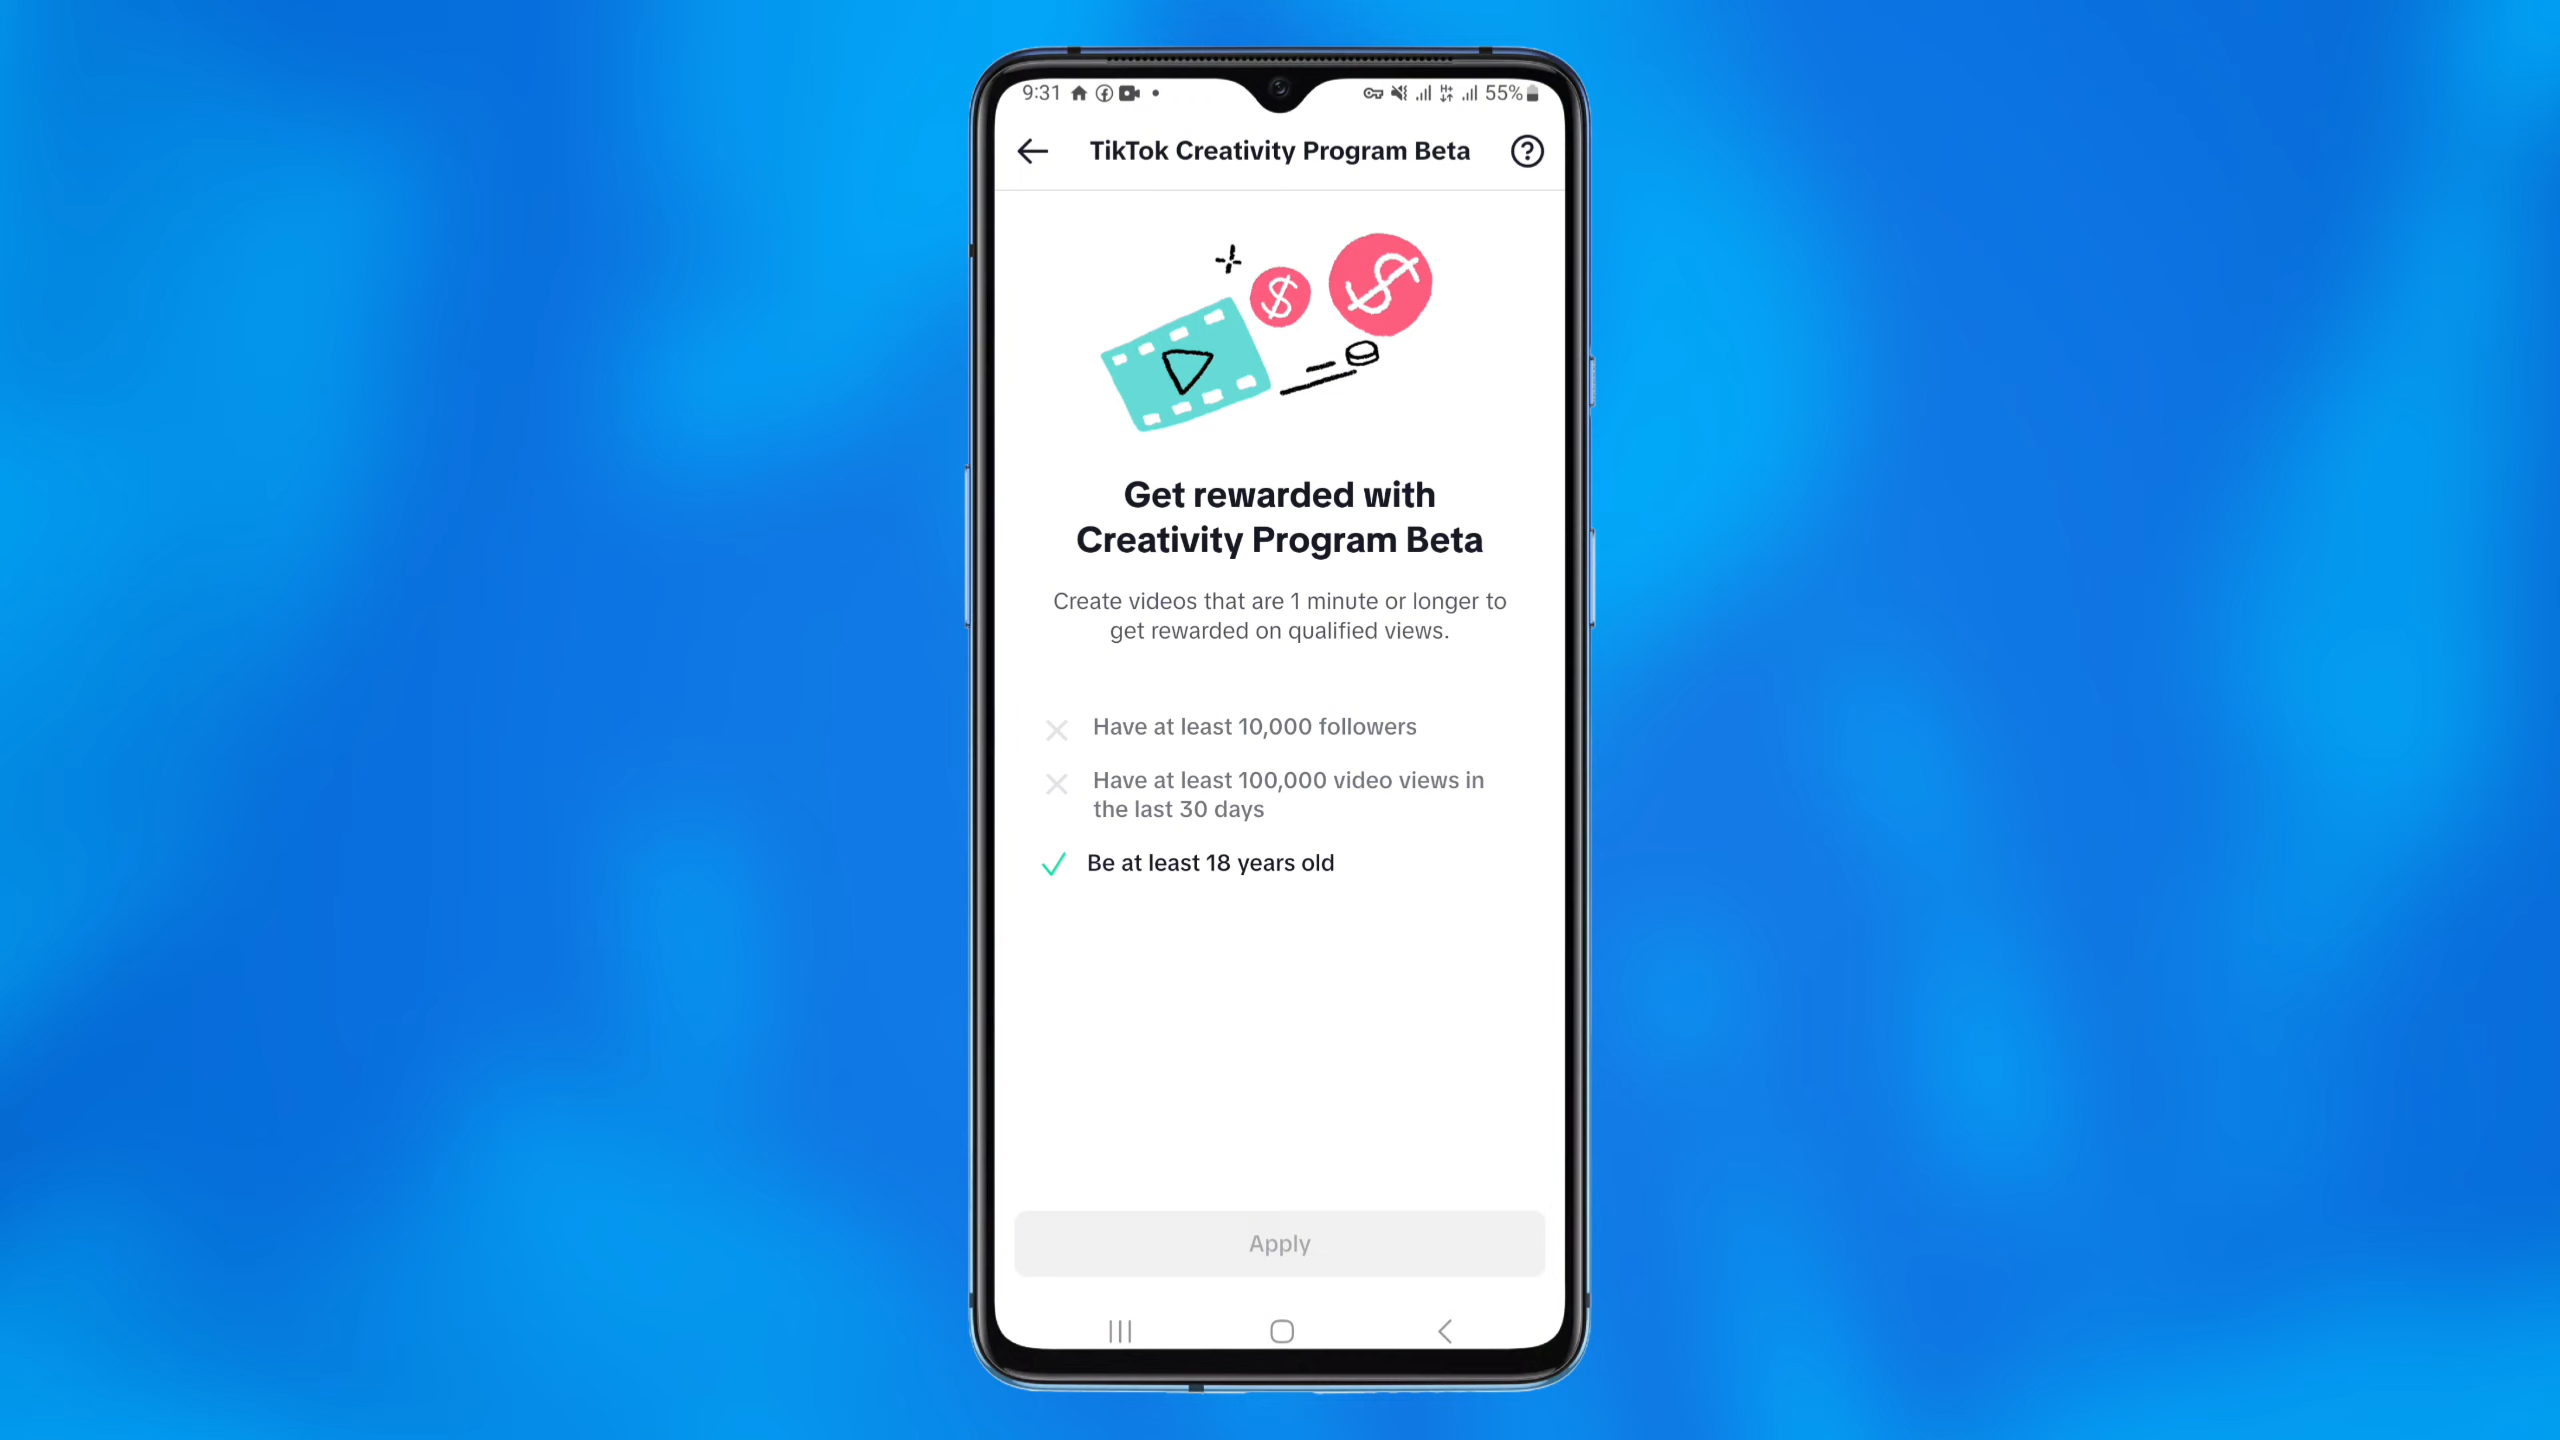 9:31
55%
TikTok Creativity Program Beta
Get rewarded with
Creativity Program Beta
Create videos that are 1 minute or longer to
get rewarded on qualified views.
Have at least 10,000 followers
Have at least 100,000 video views in
the last 30 days
Be at least 18 years old
Apply